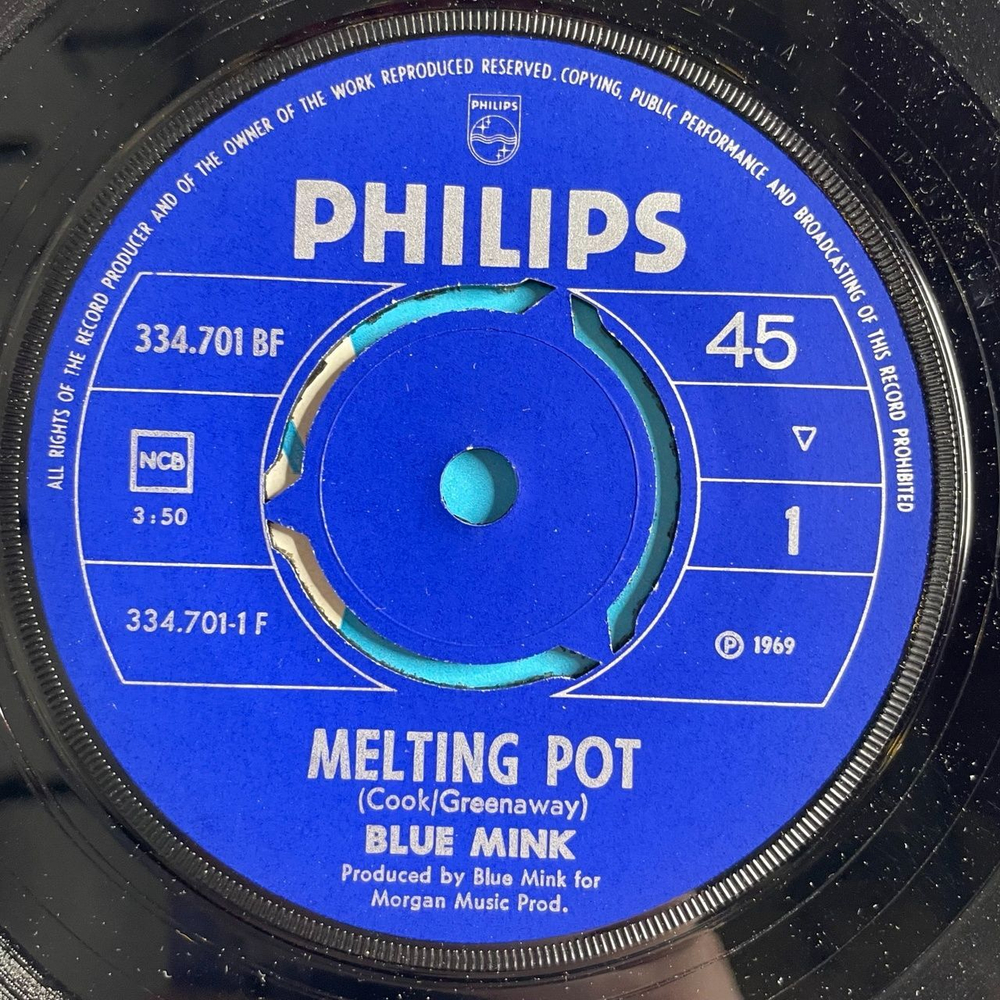 ALL RIGHTS OF THE RECORD PRODUCER AND OF THE OWNER OF THE WORK REPRODUCED RESERVED. COPYING, PUBLIC PERFORMANCE AND BROADCASTING OF THIS RECORD PROHIBITED
PHILIPS
PHILIPS
334.701 BF
45
NCB
▽
3:50
1
334.701-1 F
Ⓟ 1969
MELTING POT
(Cook/Greenaway)
BLUE MINK
Produced by Blue Mink for
Morgan Music Prod.